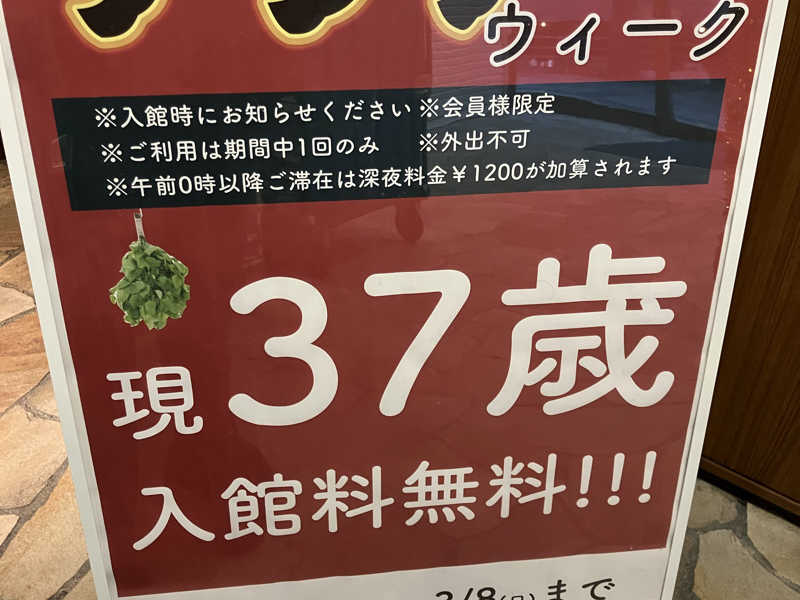 ウィーク
※入館時にお知らせください ※会員様限定
※ご利用は期間中1回のみ ※外出不可
※午前0時以降ご滞在は深夜料金￥1200が加算されます
現37歳
入館料無料!!!
まで